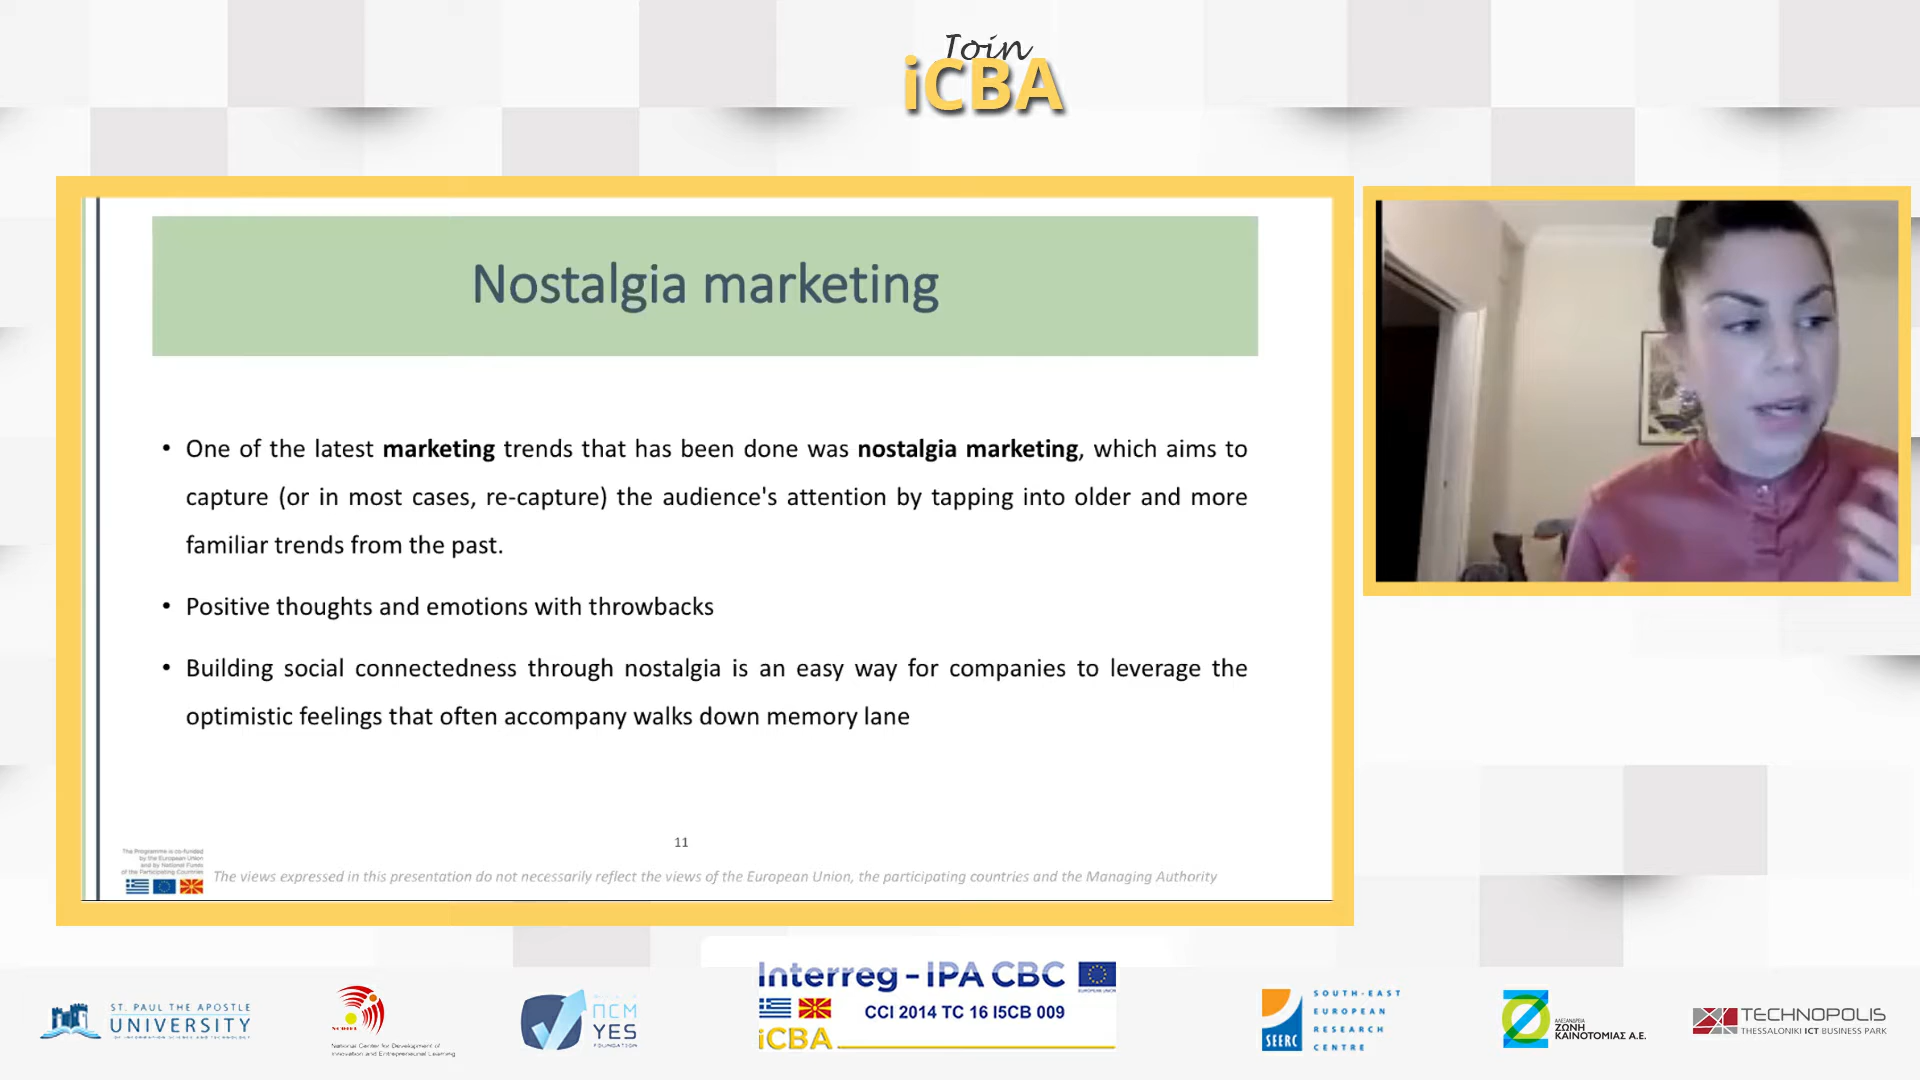 Join
iCBA
Nostalgia marketing
• One of the latest marketing trends that has been done was nostalgia marketing, which aims to
capture (or in most cases, re-capture) the audience's attention by tapping into older and more
familiar trends from the past.
• Positive thoughts and emotions with throwbacks
• Building social connectedness through nostalgia is an easy way for companies to leverage the
optimistic feelings that often accompany walks down memory lane
11
The Programme is co-funded
by the European Union
and by National Funds
of the Participating Countries
The views expressed in this presentation do not necessarily reflect the views of the European Union, the participating countries and the Managing Authority
ST. PAUL THE APOSTLE
UNIVERSITY
OF INFORMATION SCIENCE AND TECHNOLOGY
National Center for Development of
Innovation and Entrepreneurial Learning
ПСМ
YES
FOUNDATION
Interreg - IPA CBC
EUROPEAN UNION
CCI 2014 TC 16 I5CB 009
iCBA
SEERC
SOUTH-EAST
EUROPEAN
RESEARCH
CENTRE
ΑΛΕΞΑΝΔΡΕΙΑ
ΖΩΝΗ
ΚΑΙΝΟΤΟΜΙΑΣ Α.Ε.
TECHNOPOLIS
THESSALONIKI ICT BUSINESS PARK